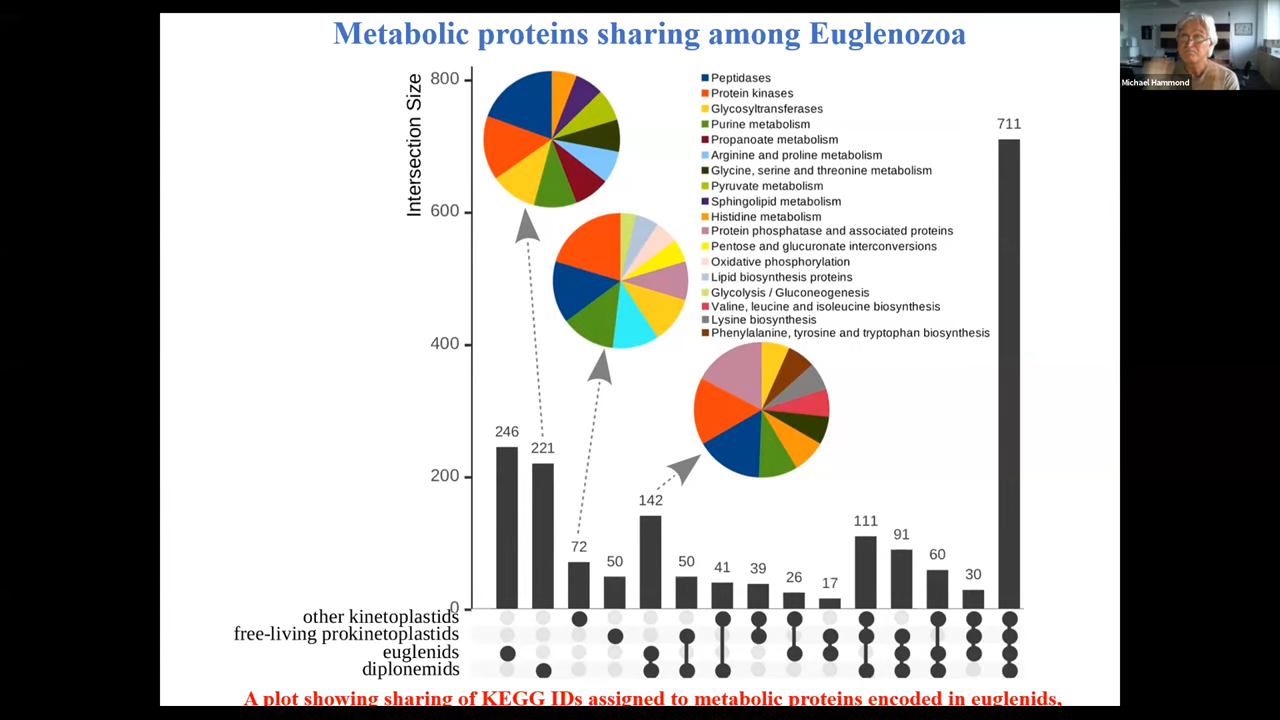 Metabolic proteins sharing among Euglenozoa
Michael Hammond
Intersection Size
800
600
400
200
0
Peptidases
Protein kinases
Glycosyltransferases
Purine metabolism
Propanoate metabolism
Arginine and proline metabolism
Glycine, serine and threonine metabolism
Pyruvate metabolism
Sphingolipid metabolism
Histidine metabolism
Protein phosphatase and associated proteins
Pentose and glucuronate interconversions
Oxidative phosphorylation
Lipid biosynthesis proteins
Glycolysis / Gluconeogenesis
Valine, leucine and isoleucine biosynthesis
Lysine biosynthesis
Phenylalanine, tyrosine and tryptophan biosynthesis
246
221
72
50
142
50
41
39
26
17
111
91
60
30
711
other kinetoplastids
free-living prokinetoplastids
euglenids
diplonemids
A plot showing sharing of KEGG IDs assigned to metabolic proteins encoded in euglenids,